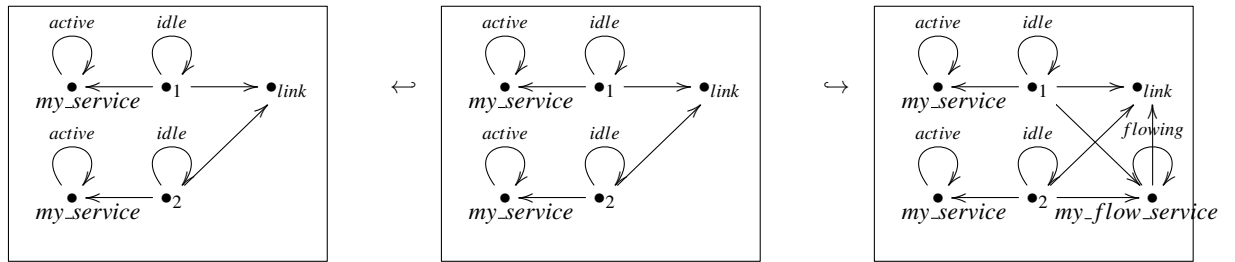 active idle active idle active idle
1 link ↩ 1 ↪ 1 link
my_service my_service my_service
active idle active idle active idle flowing
2 2 2
my_service my_service my_service my_flow_service